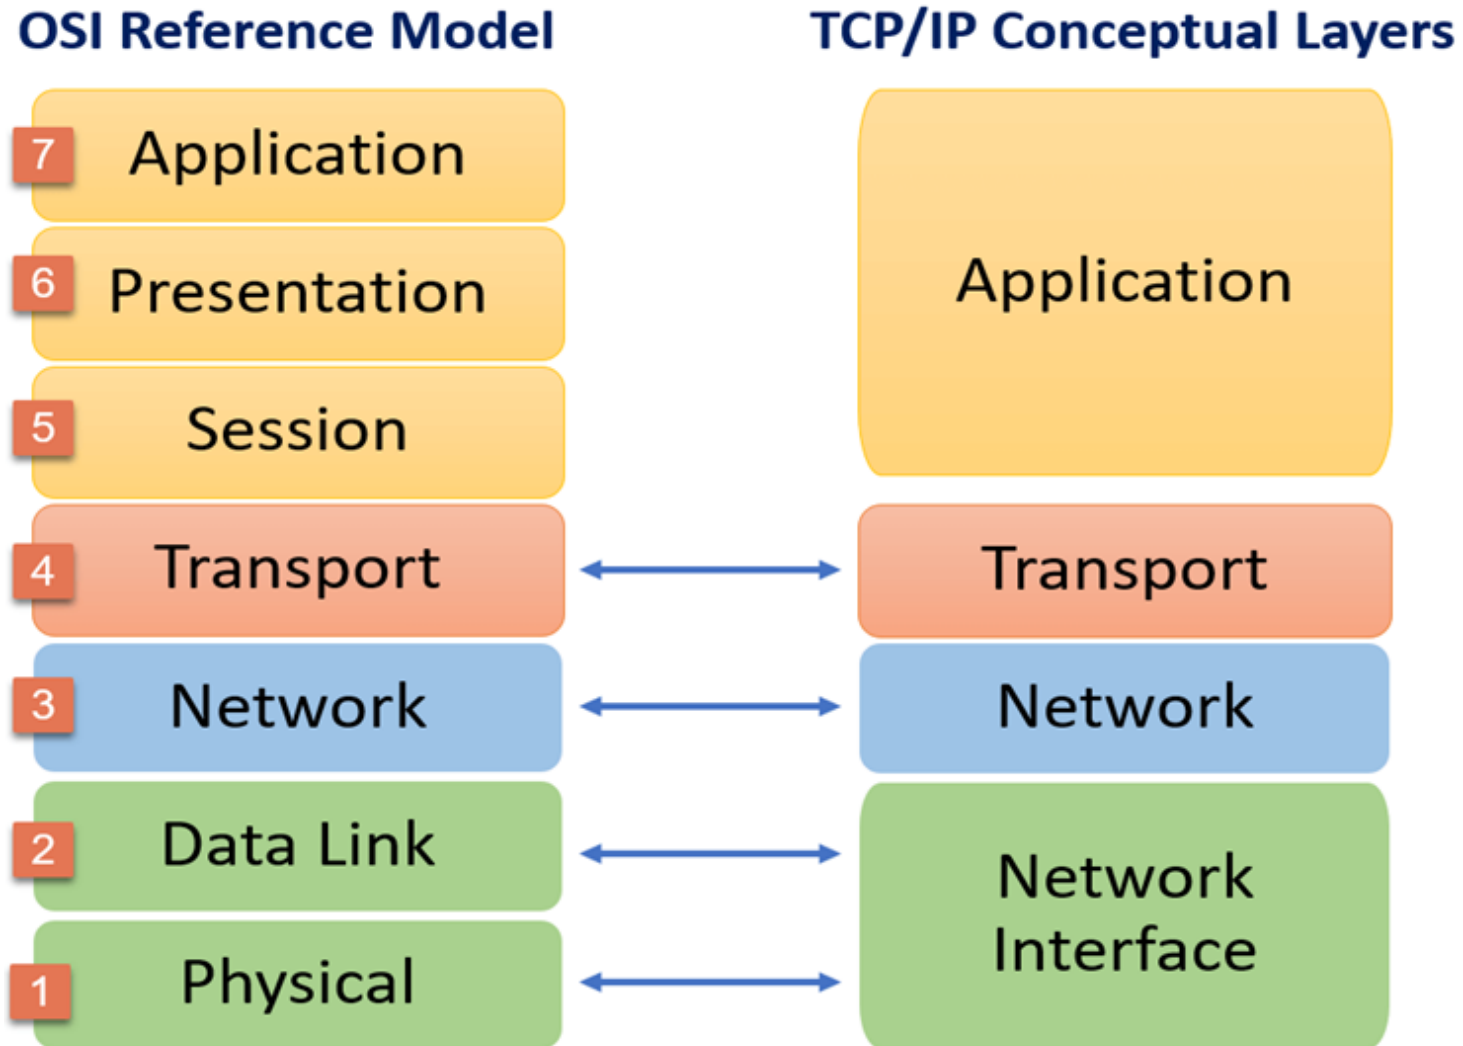 OSI Reference Model
TCP/IP Conceptual Layers
7 Application
6 Presentation
5 Session
4 Transport
3 Network
2 Data Link
1 Physical
Application
Transport
Network
Network
Interface